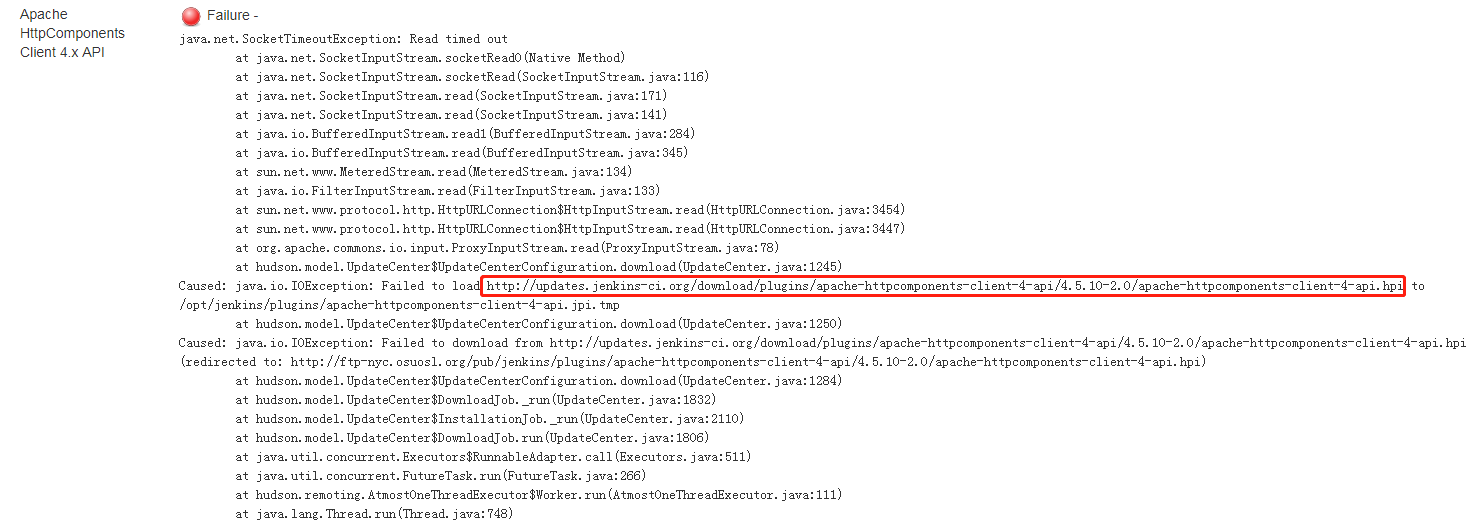 Apache
HttpComponents
Client 4.x API
Failure -
java.net.SocketTimeoutException: Read timed out
at java.net.SocketInputStream.socketRead0(Native Method)
at java.net.SocketInputStream.socketRead(SocketInputStream.java:116)
at java.net.SocketInputStream.read(SocketInputStream.java:171)
at java.net.SocketInputStream.read(SocketInputStream.java:141)
at java.io.BufferedInputStream.read1(BufferedInputStream.java:284)
at java.io.BufferedInputStream.read(BufferedInputStream.java:345)
at sun.net.www.MeteredStream.read(MeteredStream.java:134)
at java.io.FilterInputStream.read(FilterInputStream.java:133)
at sun.net.www.protocol.http.HttpURLConnection$HttpInputStream.read(HttpURLConnection.java:3454)
at sun.net.www.protocol.http.HttpURLConnection$HttpInputStream.read(HttpURLConnection.java:3447)
at org.apache.commons.io.input.ProxyInputStream.read(ProxyInputStream.java:78)
at hudson.model.UpdateCenter$UpdateCenterConfiguration.download(UpdateCenter.java:1245)
Caused: java.io.IOException: Failed to load http://updates.jenkins-ci.org/download/plugins/apache-httpcomponents-client-4-api/4.5.10-2.0/apache-httpcomponents-client-4-api.hpi to
/opt/jenkins/plugins/apache-httpcomponents-client-4-api.jpi.tmp
at hudson.model.UpdateCenter$UpdateCenterConfiguration.download(UpdateCenter.java:1250)
Caused: java.io.IOException: Failed to download from http://updates.jenkins-ci.org/download/plugins/apache-httpcomponents-client-4-api/4.5.10-2.0/apache-httpcomponents-client-4-api.hpi
(redirected to: http://ftp-nyc.osuosl.org/pub/jenkins/plugins/apache-httpcomponents-client-4-api/4.5.10-2.0/apache-httpcomponents-client-4-api.hpi)
at hudson.model.UpdateCenter$UpdateCenterConfiguration.download(UpdateCenter.java:1284)
at hudson.model.UpdateCenter$DownloadJob._run(UpdateCenter.java:1832)
at hudson.model.UpdateCenter$InstallationJob._run(UpdateCenter.java:2110)
at hudson.model.UpdateCenter$DownloadJob.run(UpdateCenter.java:1806)
at java.util.concurrent.Executors$RunnableAdapter.call(Executors.java:511)
at java.util.concurrent.FutureTask.run(FutureTask.java:266)
at hudson.remoting.AtmostOneThreadExecutor$Worker.run(AtmostOneThreadExecutor.java:111)
at java.lang.Thread.run(Thread.java:748)